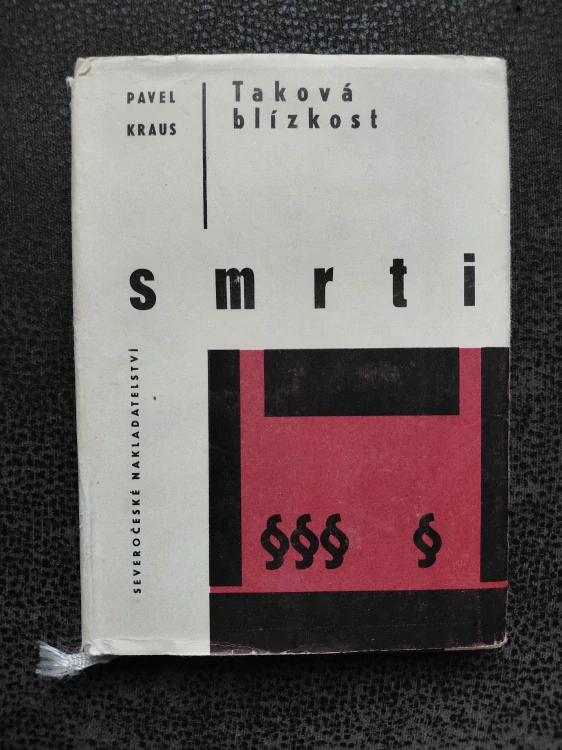 PAVEL
KRAUS
Taková
blízkost
smrti
SEVEROČESKÉ NAKLADATELSTVÍ
§§§ §